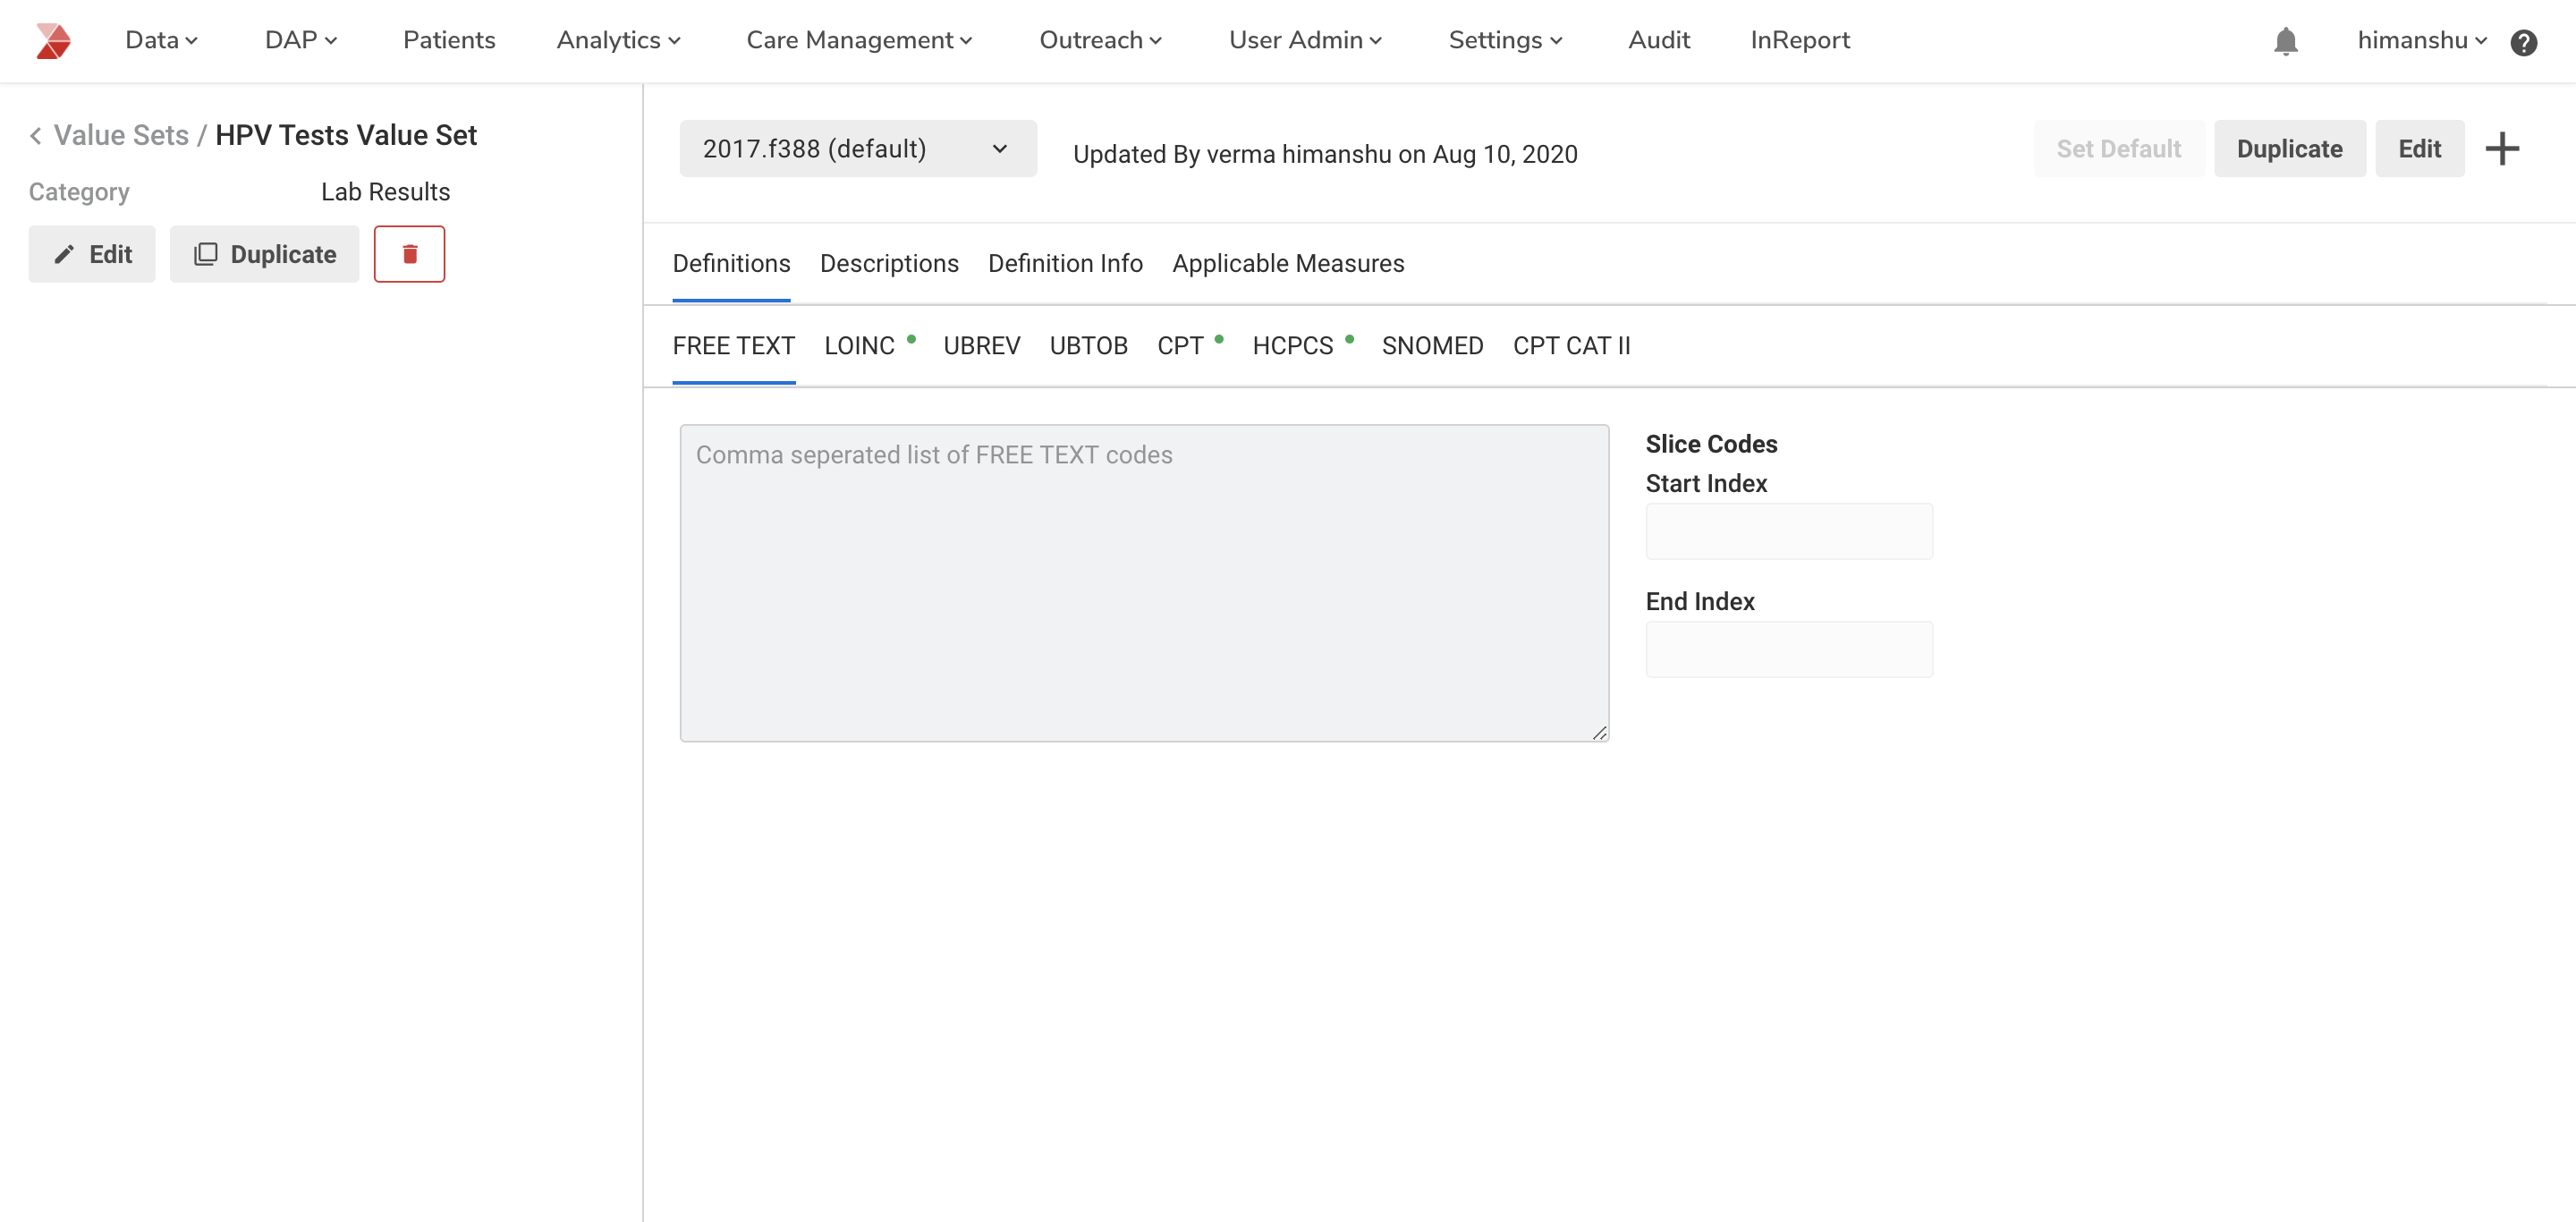 Data DAP Patients Analytics Care Management Outreach User Admin Settings Audit InReport himanshu
Value Sets / HPV Tests Value Set
Category Lab Results
Edit Duplicate
2017.f388 (default) Updated By verma himanshu on Aug 10, 2020 Set Default Duplicate Edit
Definitions Descriptions Definition Info Applicable Measures
FREE TEXT LOINC UBREV UBTOB CPT HCPCS SNOMED CPT CAT II
Comma seperated list of FREE TEXT codes
Slice Codes
Start Index
End Index